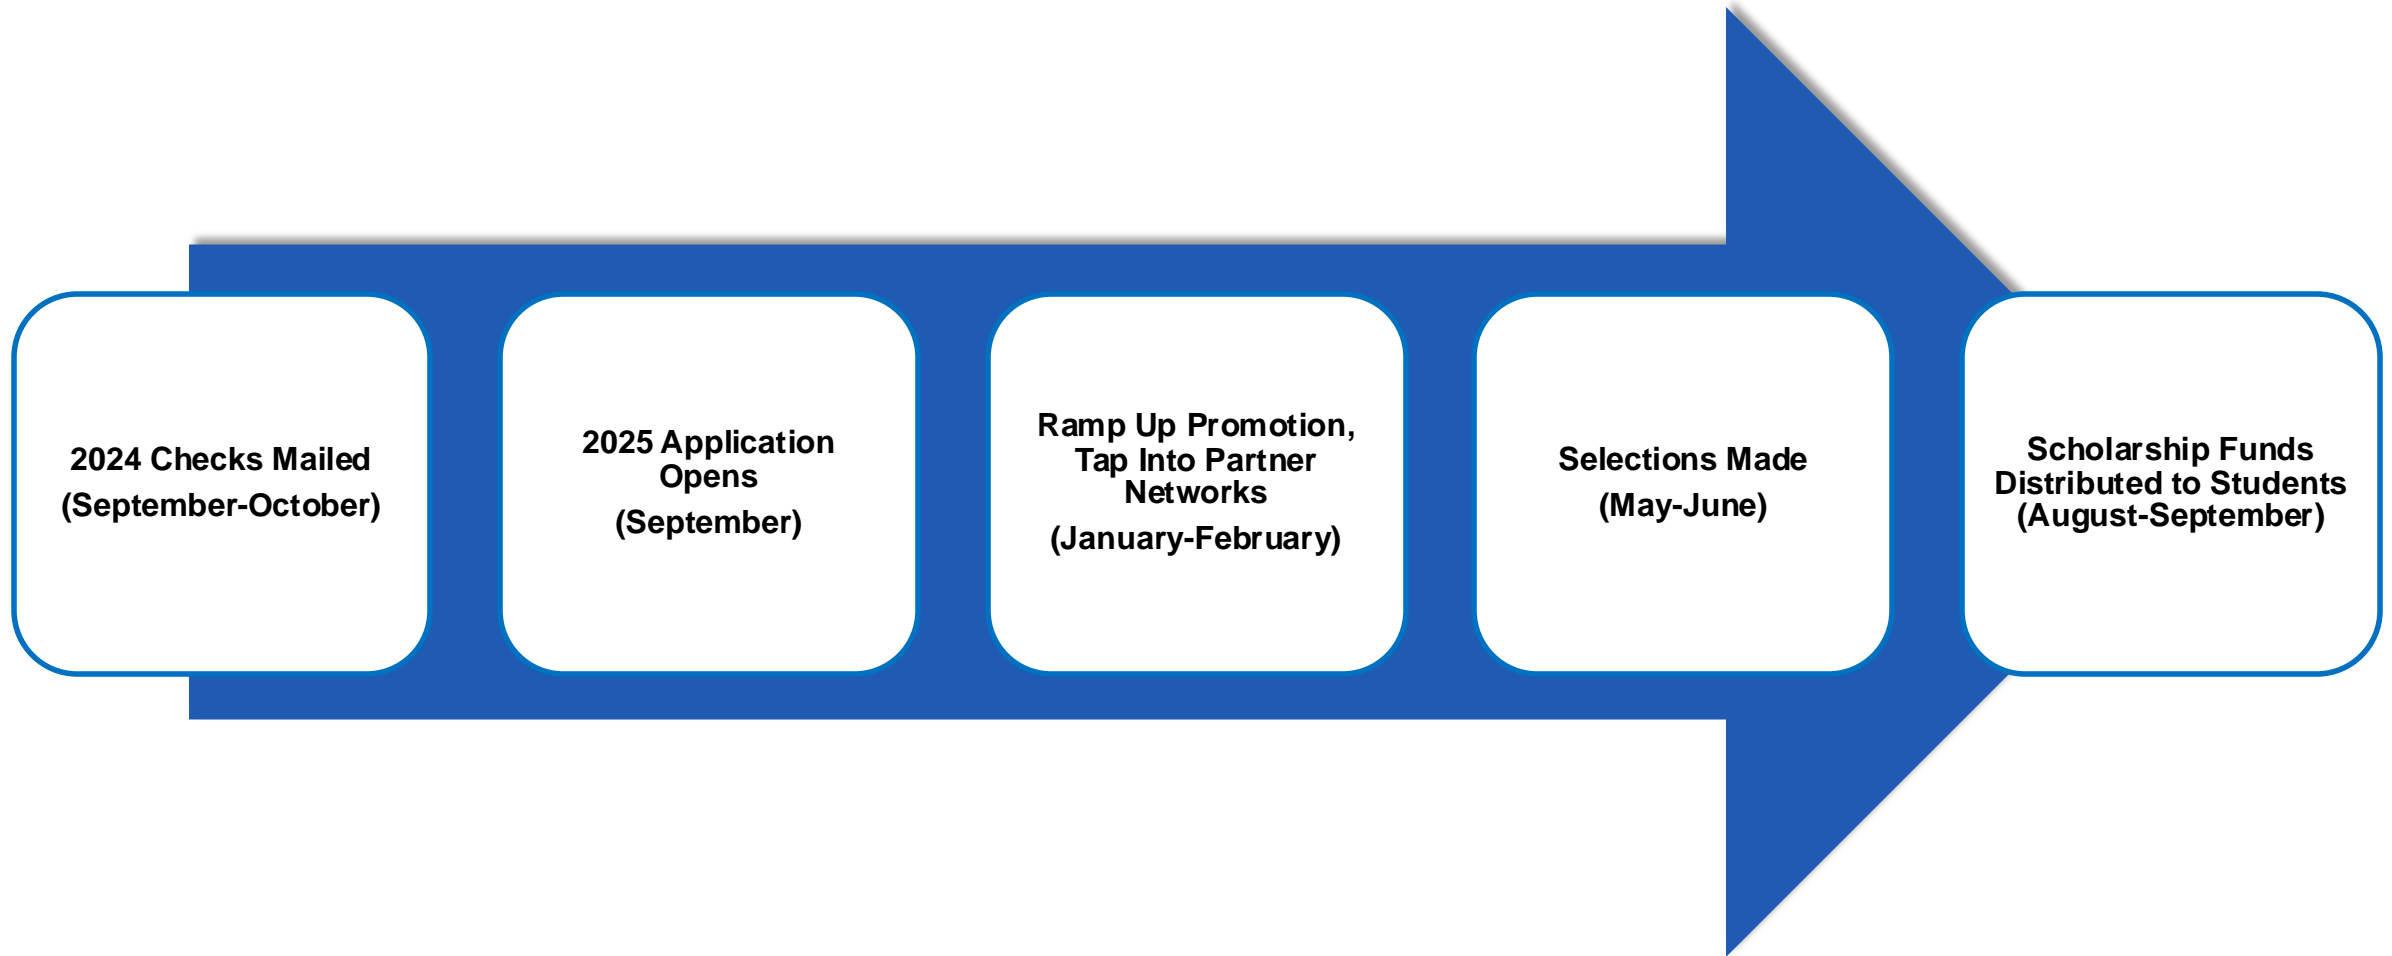 2024 Checks Mailed
(September-October)
2025 Application
Opens
(September)
Ramp Up Promotion,
Tap Into Partner
Networks
(January-February)
Selections Made
(May-June)
Scholarship Funds
Distributed to Students
(August-September)